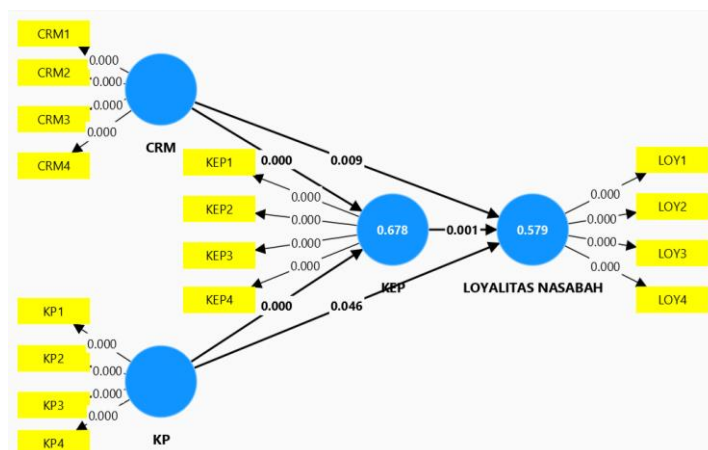 CRM1
0.000
CRM2
0.000
0.000
CRM3
0.000
CRM4
CRM
0.000
0.009
KEP1
0.000
KEP2
0.000
0.000
KEP3
0.000
KEP4
0.678
KEP
0.001
0.579
LOYALITAS NASABAH
LOY1
0.000
LOY2
0.000
0.000
LOY3
0.000
LOY4
0.000
0.046
KP1
0.000
KP2
0.000
0.000
KP3
0.000
KP4
KP